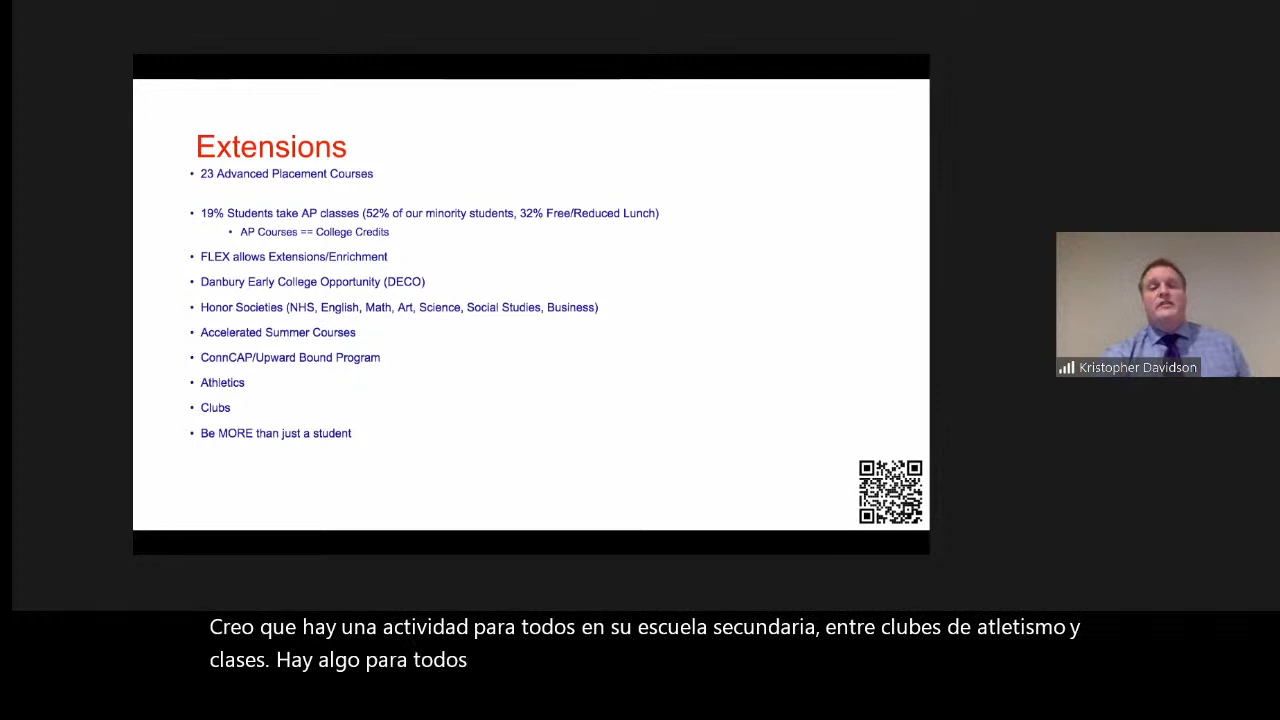 Extensions
• 23 Advanced Placement Courses
• 19% Students take AP classes (52% of our minority students, 32% Free/Reduced Lunch)
• AP Courses == College Credits
• FLEX allows Extensions/Enrichment
• Danbury Early College Opportunity (DECO)
• Honor Societies (NHS, English, Math, Art, Science, Social Studies, Business)
• Accelerated Summer Courses
• ConnCAP/Upward Bound Program
• Athletics
• Clubs
• Be MORE than just a student
Kristopher Davidson
Creo que hay una actividad para todos en su escuela secundaria, entre clubes de atletismo y
clases. Hay algo para todos